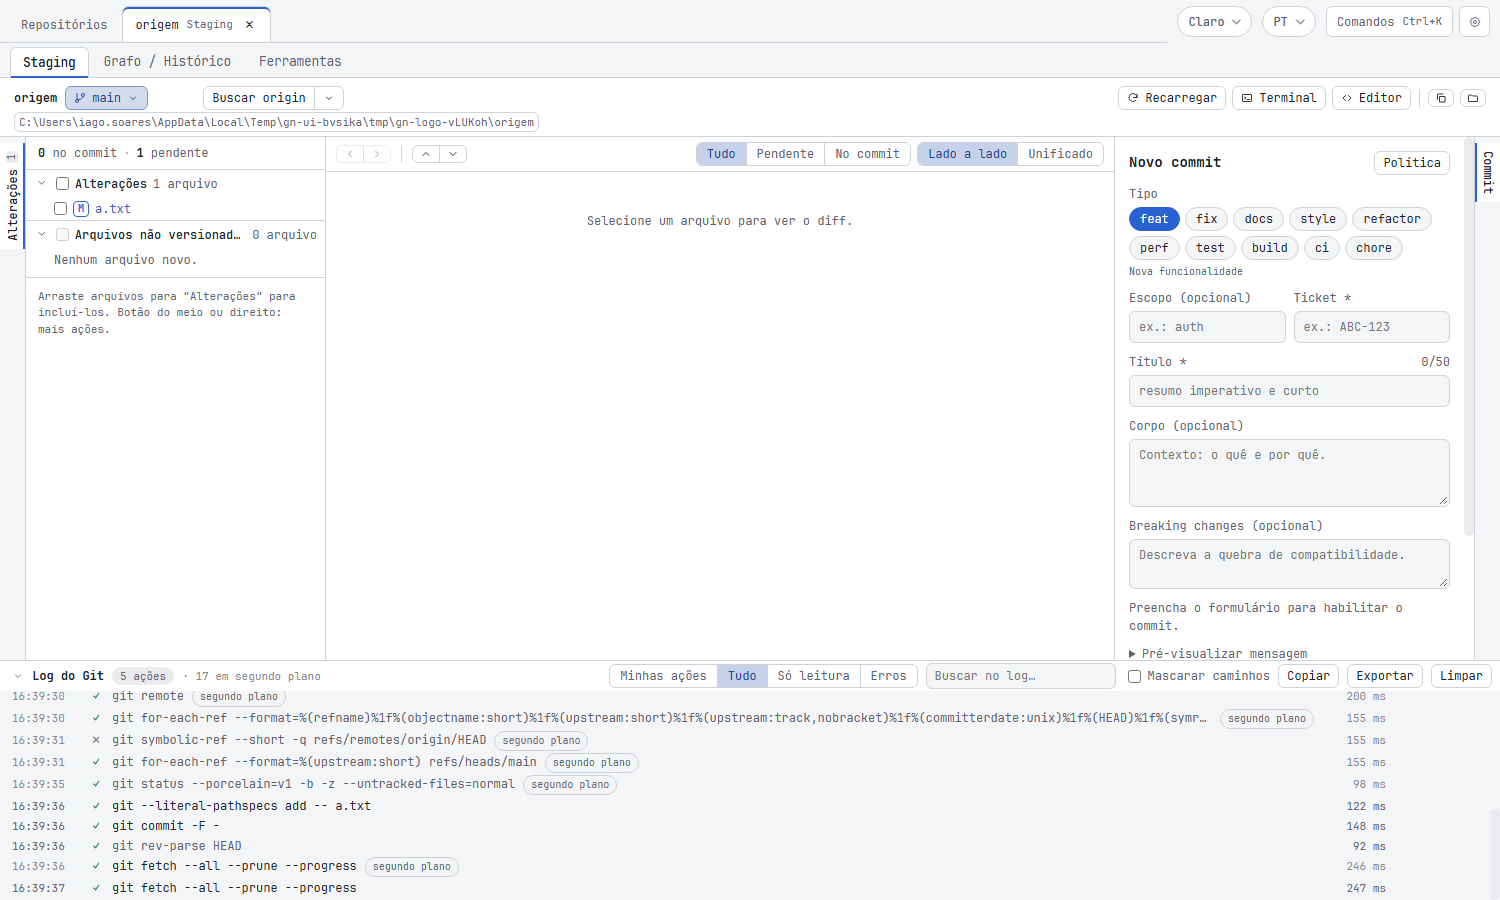 Repositórios
origem Staging ×
Claro
PT
Comandos Ctrl+K
Staging
Grafo / Histórico
Ferramentas
origem
main
Buscar origin
Recarregar
Terminal
Editor
C:\Users\iago.soares\AppData\Local\Temp\gn-ui-bvsika\tmp\gn-logo-vLUKoh\origem
Alterações 1
0 no commit · 1 pendente
Alterações 1 arquivo
M a.txt
Arquivos não versionad… 0 arquivo
Nenhum arquivo novo.
Arraste arquivos para “Alterações” para
incluí-los. Botão do meio ou direito:
mais ações.
Tudo
Pendente
No commit
Lado a lado
Unificado
Selecione um arquivo para ver o diff.
Novo commit
Política
Tipo
feat
fix
docs
style
refactor
perf
test
build
ci
chore
Nova funcionalidade
Escopo (opcional)
Ticket *
ex.: auth
ex.: ABC-123
Título *
0/50
resumo imperativo e curto
Corpo (opcional)
Contexto: o quê e por quê.
Breaking changes (opcional)
Descreva a quebra de compatibilidade.
Preencha o formulário para habilitar o
commit.
Pré-visualizar mensagem
Commit
Log do Git 5 ações · 17 em segundo plano
Minhas ações
Tudo
Só leitura
Erros
Buscar no log…
Mascarar caminhos
Copiar
Exportar
Limpar
16:39:30 ✓ git remote segundo plano 200 ms
16:39:30 ✓ git for-each-ref --format=%(refname)%1f%(objectname:short)%1f%(upstream:short)%1f%(upstream:track,nobracket)%1f%(committerdate:unix)%1f%(HEAD)%1f%(symr… segundo plano 155 ms
16:39:31 × git symbolic-ref --short -q refs/remotes/origin/HEAD segundo plano 155 ms
16:39:31 ✓ git for-each-ref --format=%(upstream:short) refs/heads/main segundo plano 155 ms
16:39:35 ✓ git status --porcelain=v1 -b -z --untracked-files=normal segundo plano 98 ms
16:39:36 ✓ git --literal-pathspecs add -- a.txt 122 ms
16:39:36 ✓ git commit -F - 148 ms
16:39:36 ✓ git rev-parse HEAD 92 ms
16:39:36 ✓ git fetch --all --prune --progress segundo plano 246 ms
16:39:37 ✓ git fetch --all --prune --progress 247 ms